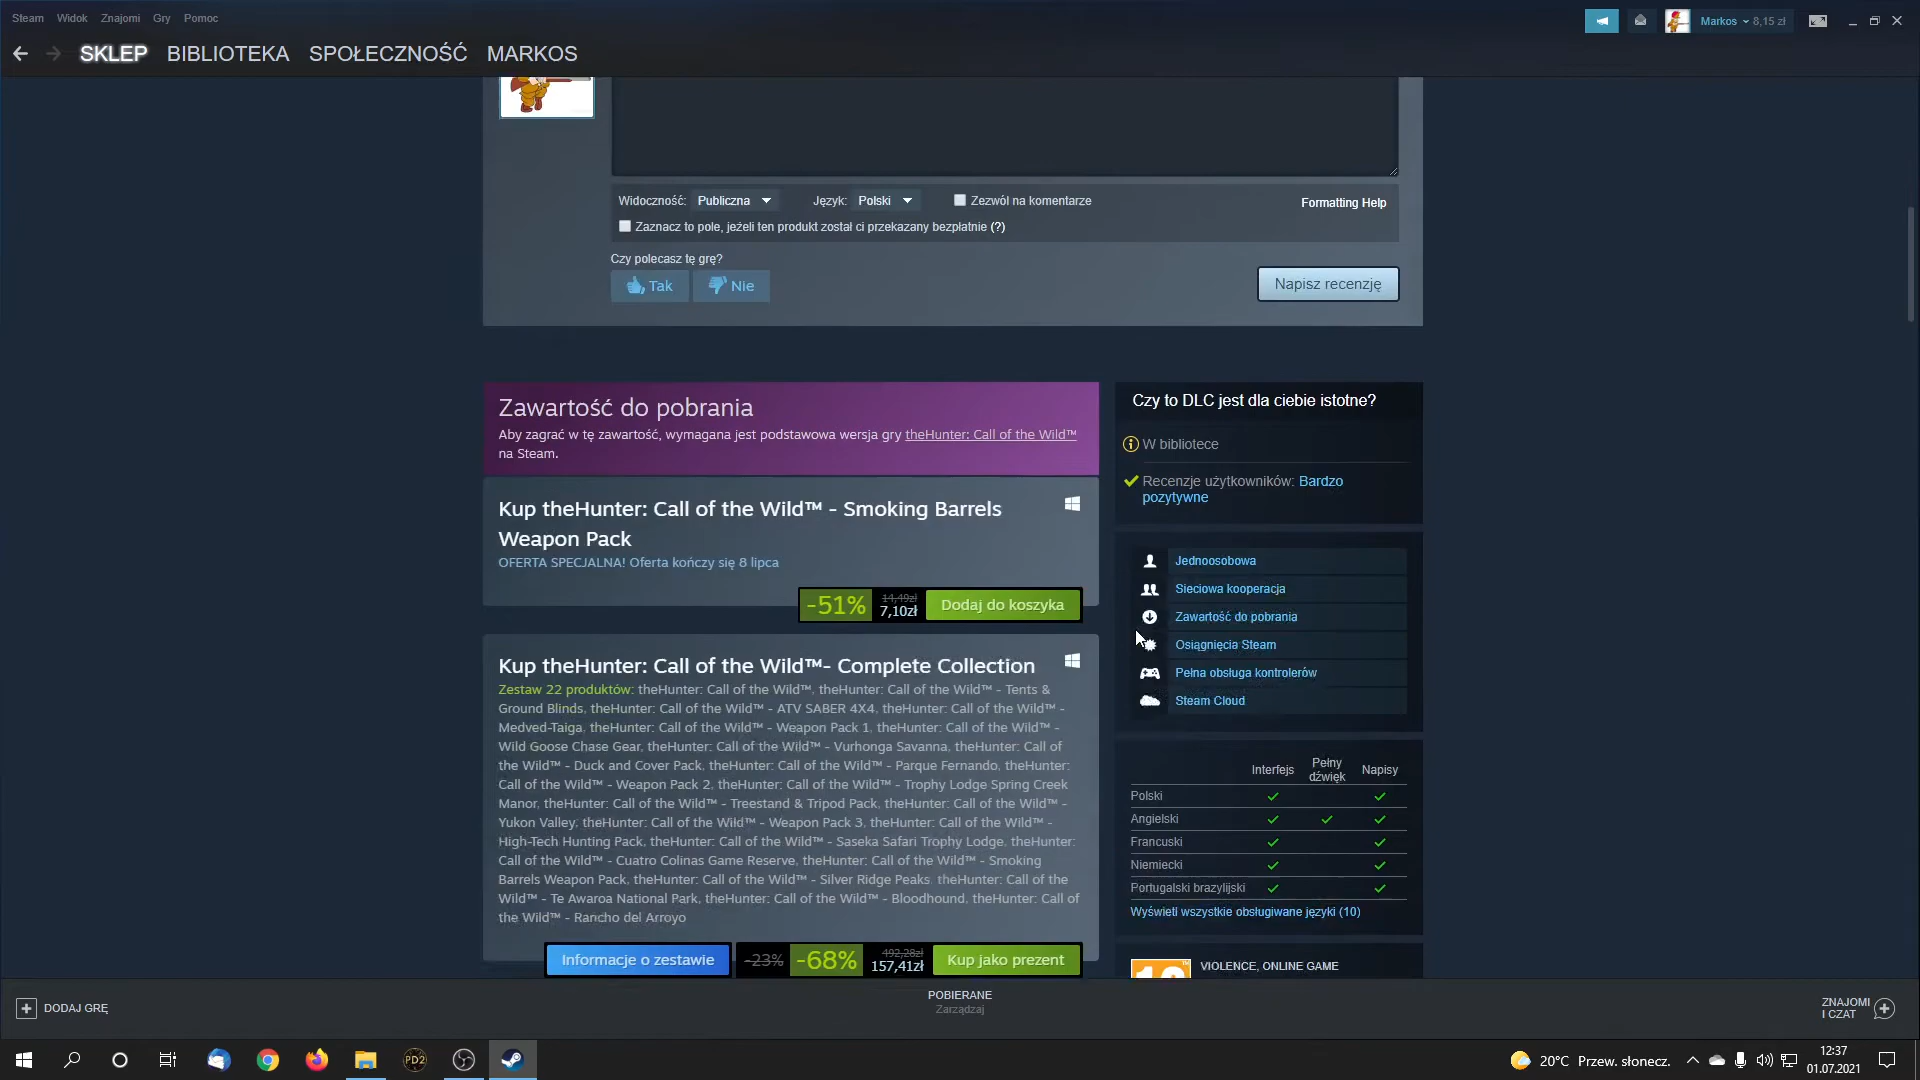 Steam Widok Znajomi Gry Pomoc
Markos 8,15 zł
SKLEP BIBLIOTEKA SPOŁECZNOŚĆ MARKOS
Widoczność: Publiczna Język: Polski Zezwól na komentarze Formatting Help
Zaznacz to pole, jeżeli ten produkt został ci przekazany bezpłatnie (?)
Czy polecasz tę grę?
Tak Nie Napisz recenzję
Zawartość do pobrania
Aby zagrać w tę zawartość, wymagana jest podstawowa wersja gry theHunter: Call of the Wild™
na Steam.
Kup theHunter: Call of the Wild™ - Smoking Barrels
Weapon Pack
OFERTA SPECJALNA! Oferta kończy się 8 lipca
-51% 14,49zł 7,10zł Dodaj do koszyka
Kup theHunter: Call of the Wild™- Complete Collection
Zestaw 22 produktów: theHunter: Call of the Wild™, theHunter: Call of the Wild™ - Tents &
Ground Blinds, theHunter: Call of the Wild™ - ATV SABER 4X4, theHunter: Call of the Wild™ -
Medved-Taiga, theHunter: Call of the Wild™ - Weapon Pack 1, theHunter: Call of the Wild™ -
Wild Goose Chase Gear, theHunter: Call of the Wild™ - Vurhonga Savanna, theHunter: Call of
the Wild™ - Duck and Cover Pack, theHunter: Call of the Wild™ - Parque Fernando, theHunter:
Call of the Wild™ - Weapon Pack 2, theHunter: Call of the Wild™ - Trophy Lodge Spring Creek
Manor, theHunter: Call of the Wild™ - Treestand & Tripod Pack, theHunter: Call of the Wild™ -
Yukon Valley, theHunter: Call of the Wild™ - Weapon Pack 3, theHunter: Call of the Wild™ -
High-Tech Hunting Pack, theHunter: Call of the Wild™ - Saseka Safari Trophy Lodge, theHunter:
Call of the Wild™ - Cuatro Colinas Game Reserve, theHunter: Call of the Wild™ - Smoking
Barrels Weapon Pack, theHunter: Call of the Wild™ - Silver Ridge Peaks, theHunter: Call of the
Wild™ - Te Awaroa National Park, theHunter: Call of the Wild™ - Bloodhound, theHunter: Call of
the Wild™ - Rancho del Arroyo
Informacje o zestawie -23% -68% 492,28zł 157,41zł Kup jako prezent
Czy to DLC jest dla ciebie istotne?
W bibliotece
Recenzje użytkowników: Bardzo
pozytywne
Jednoosobowa
Sieciowa kooperacja
Zawartość do pobrania
Osiągnięcia Steam
Pełna obsługa kontrolerów
Steam Cloud
Interfejs Pełny dźwięk Napisy
Polski
Angielski
Francuski
Niemiecki
Portugalski brazylijski
Wyświetl wszystkie obsługiwane języki (10)
VIOLENCE, ONLINE GAME
DODAJ GRĘ
POBIERANE
Zarządzaj
ZNAJOMI
I CZAT
PD2
20°C Przew. słonecz.
12:37
01.07.2021